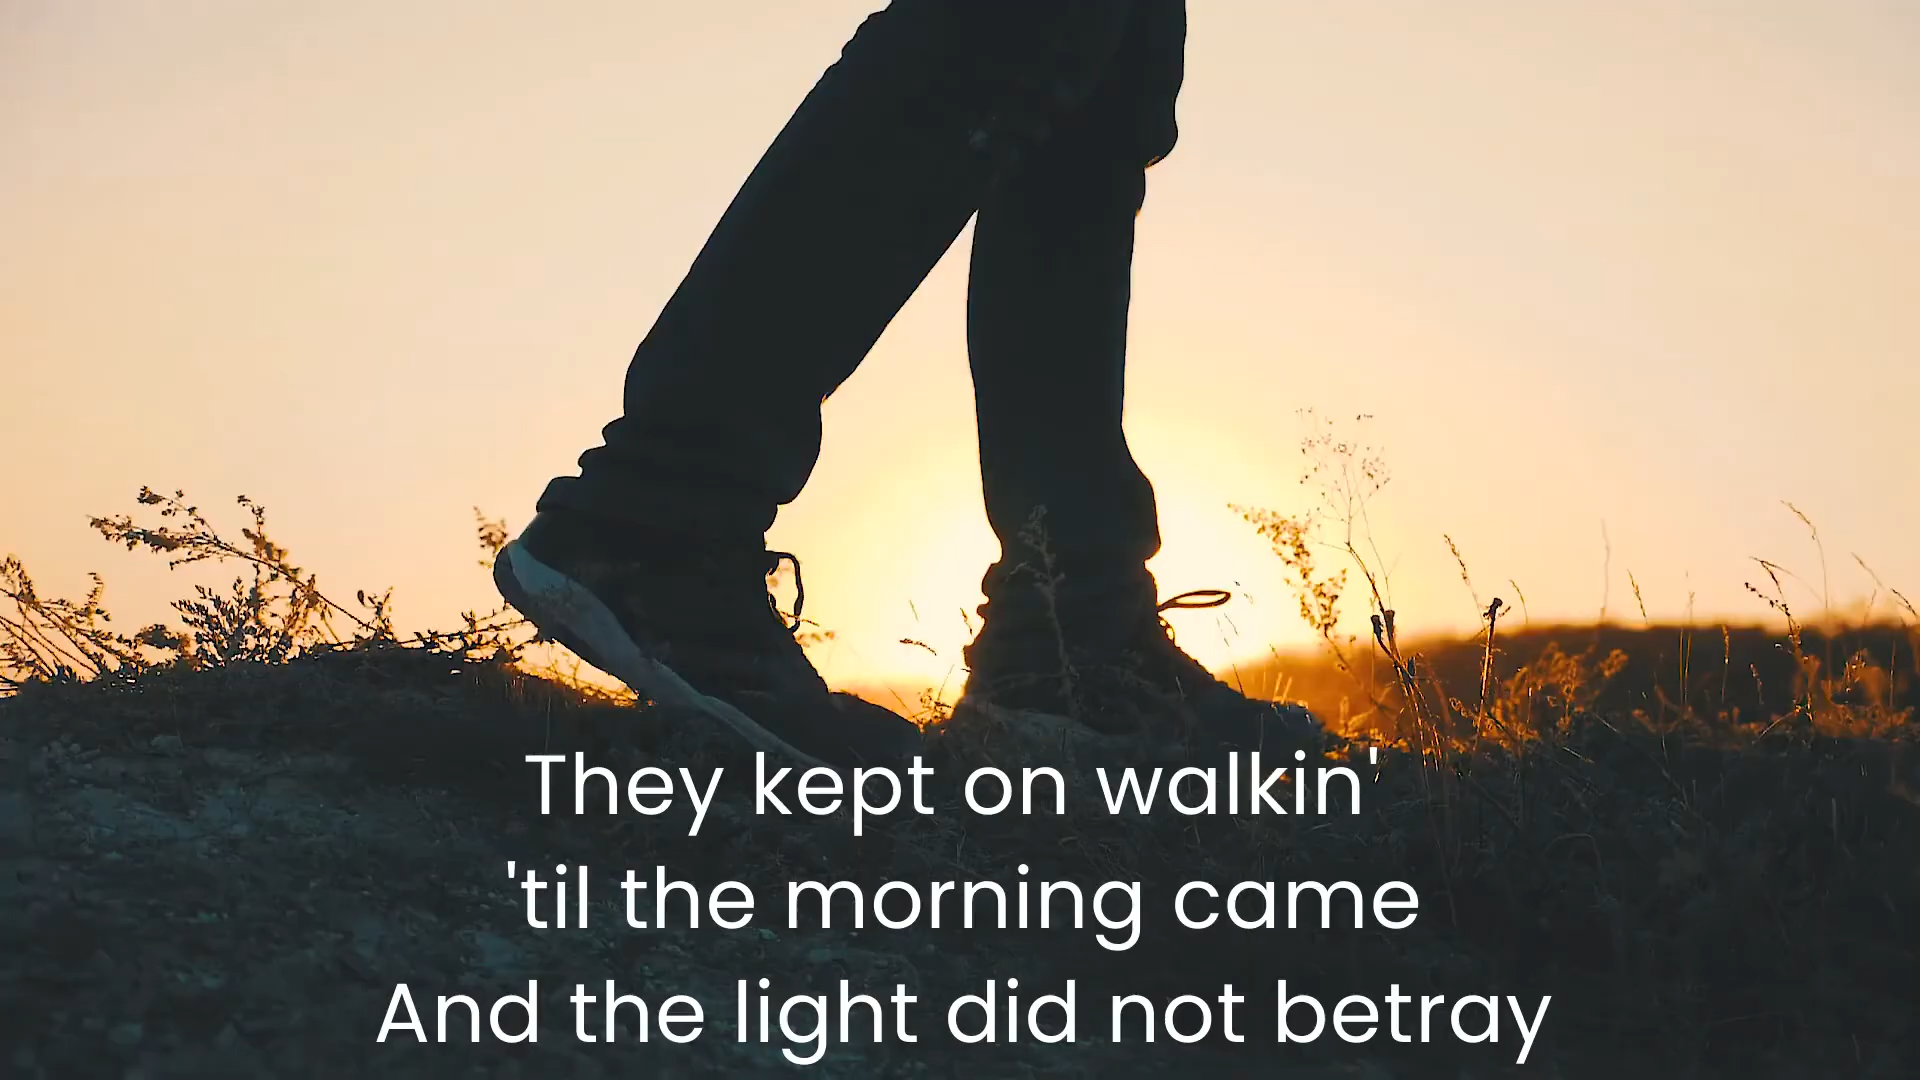 They kept on walkin'
'til the morning came
And the light did not betray